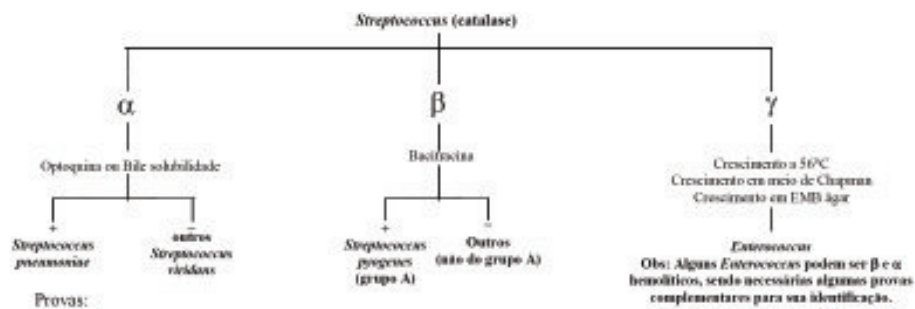 Streptococcus (catalase)
α
β
γ
Optoquina ou Bile solubilidade
Bacitracina
Crescimento a 56ºC
Crescimento em meio de Chapman
Crescimento em EMB ágar
+
Streptococcus
pneumoniae
–
outros
Streptococcus
viridans
+
Streptococcus
pyogenes
(grupo A)
–
Outros
(não do grupo A)
Enterococcus
Obs: Alguns Enterococcus podem ser β e α
hemolíticos, sendo necessárias algumas provas
complementares para sua identificação.
Provas: